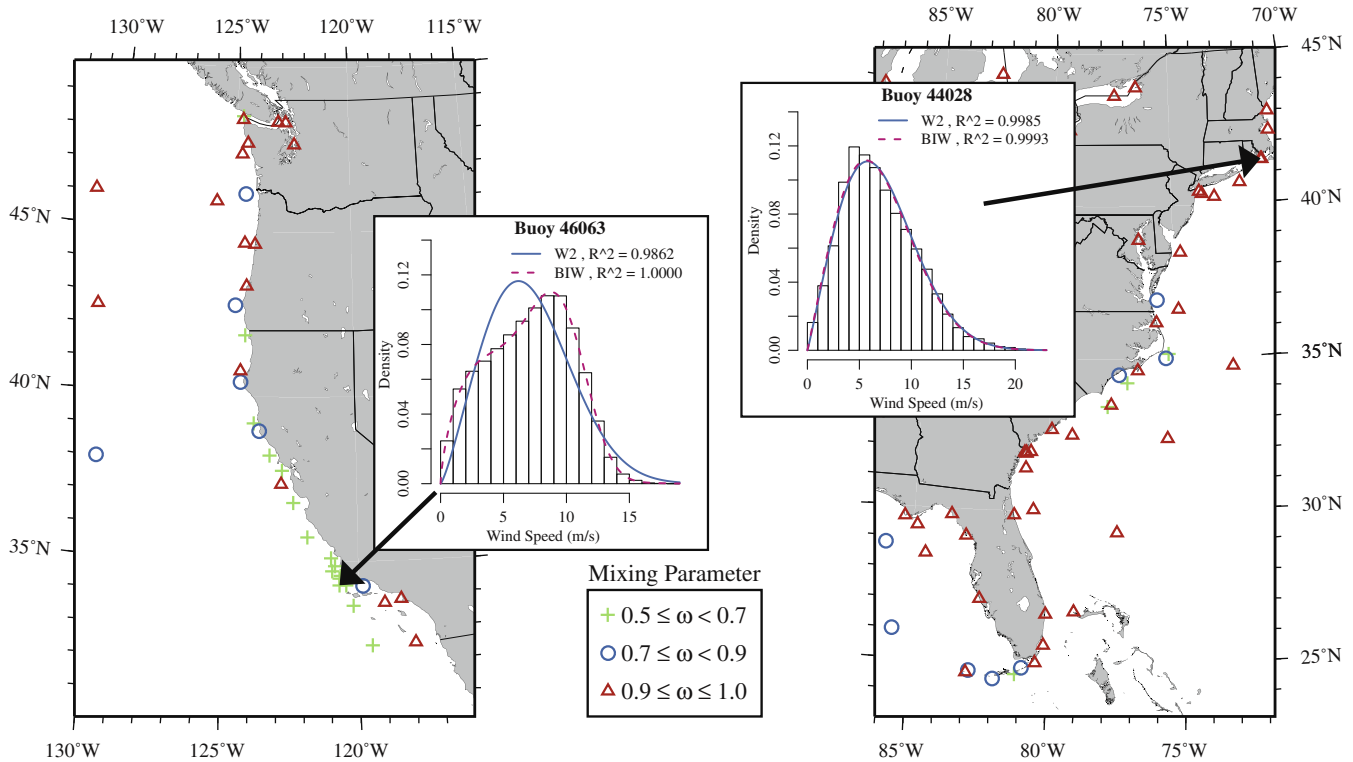 130°W 125°W 120°W 115°W
85°W 80°W 75°W 70°W
45°N
40°N
35°N
Buoy 46063
W2 , R^2 = 0.9862
BIW , R^2 = 1.0000
Density
0.00 0.04 0.08 0.12
0 5 10 15
Wind Speed (m/s)
Buoy 44028
W2 , R^2 = 0.9985
BIW , R^2 = 0.9993
Density
0.00 0.04 0.08 0.12
0 5 10 15 20
Wind Speed (m/s)
45°N
40°N
35°N
30°N
25°N
Mixing Parameter
0.5 ≤ ω < 0.7
0.7 ≤ ω < 0.9
0.9 ≤ ω ≤ 1.0
130°W 125°W 120°W
85°W 80°W 75°W